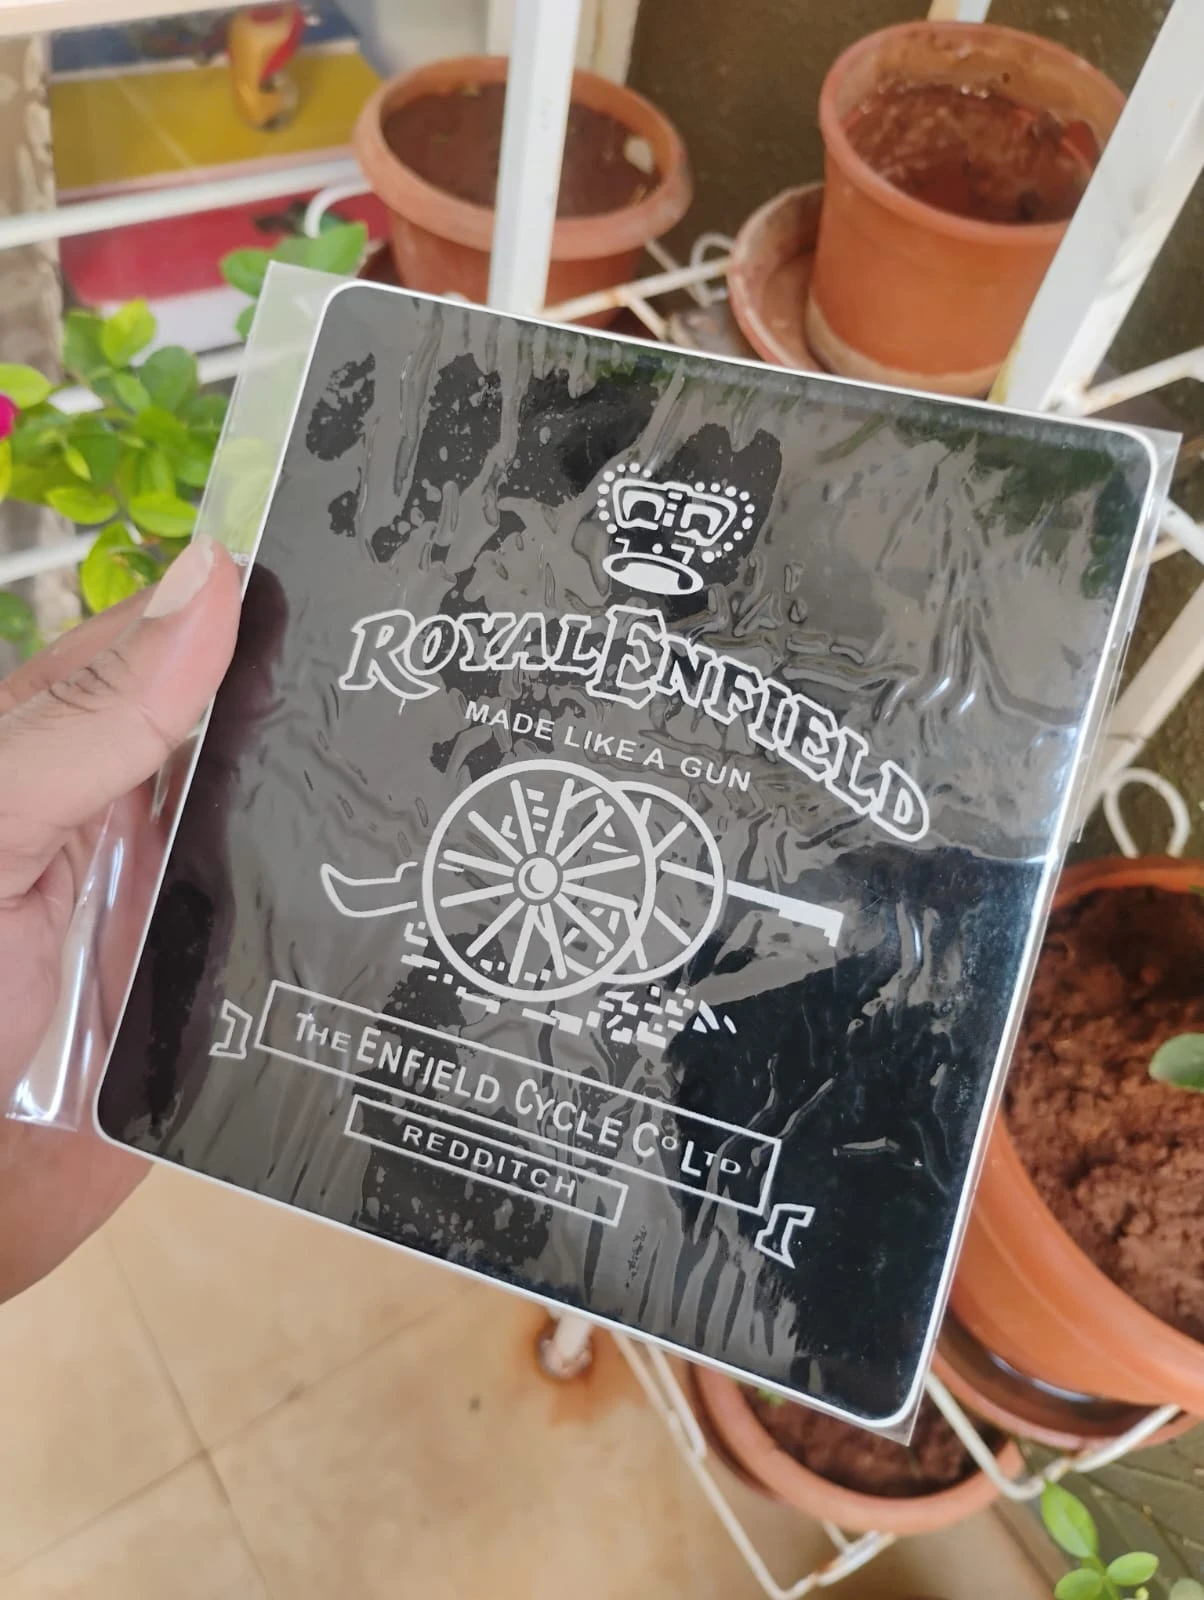 ROYAL ENFIELD
MADE LIKE A GUN
THE ENFIELD CYCLE CO LTD
REDDITCH